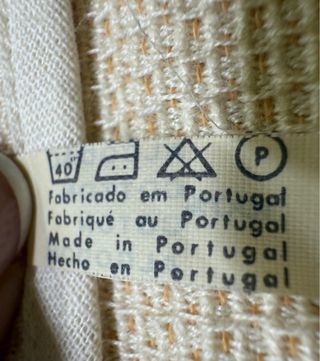 40° P
Fabricado em Portugal
Fabriqué au Portugal
Made in Portugal
Hecho en Portugal